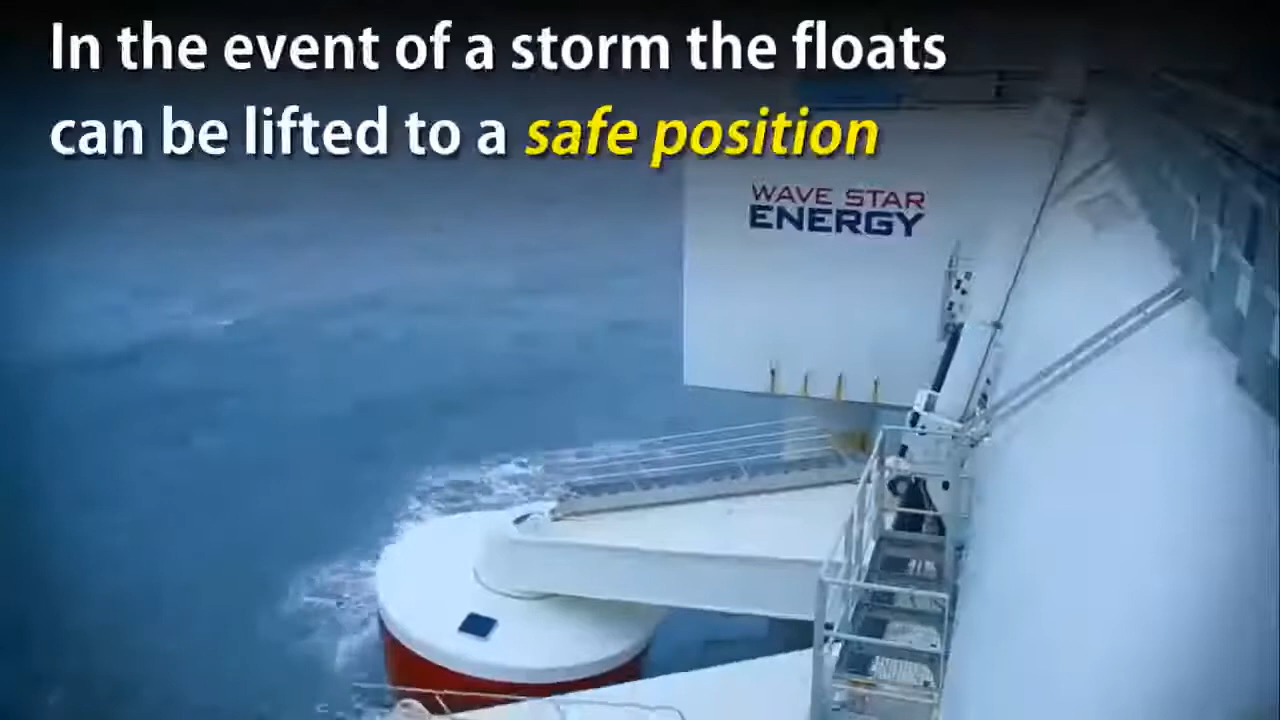 In the event of a storm the floats
can be lifted to a safe position
WAVE STAR
ENERGY